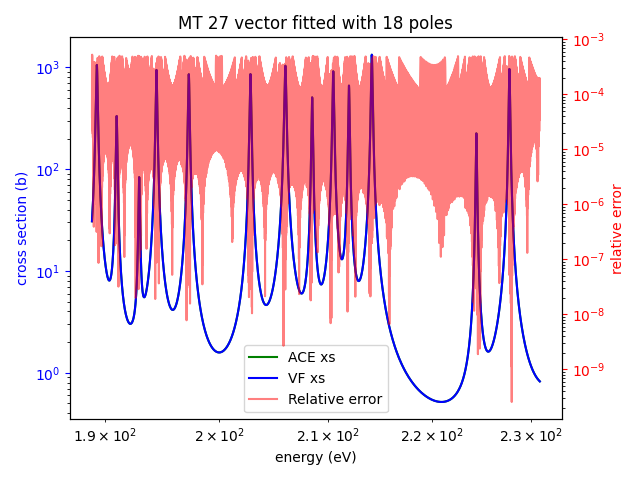 MT 27 vector fitted with 18 poles
10³
10²
10¹
10⁰
cross section (b)
10⁻³
10⁻⁴
10⁻⁵
10⁻⁶
10⁻⁷
10⁻⁸
10⁻⁹
relative error
ACE xs
VF xs
Relative error
1.9 × 10² 2 × 10² 2.1 × 10² 2.2 × 10² 2.3 × 10²
energy (eV)